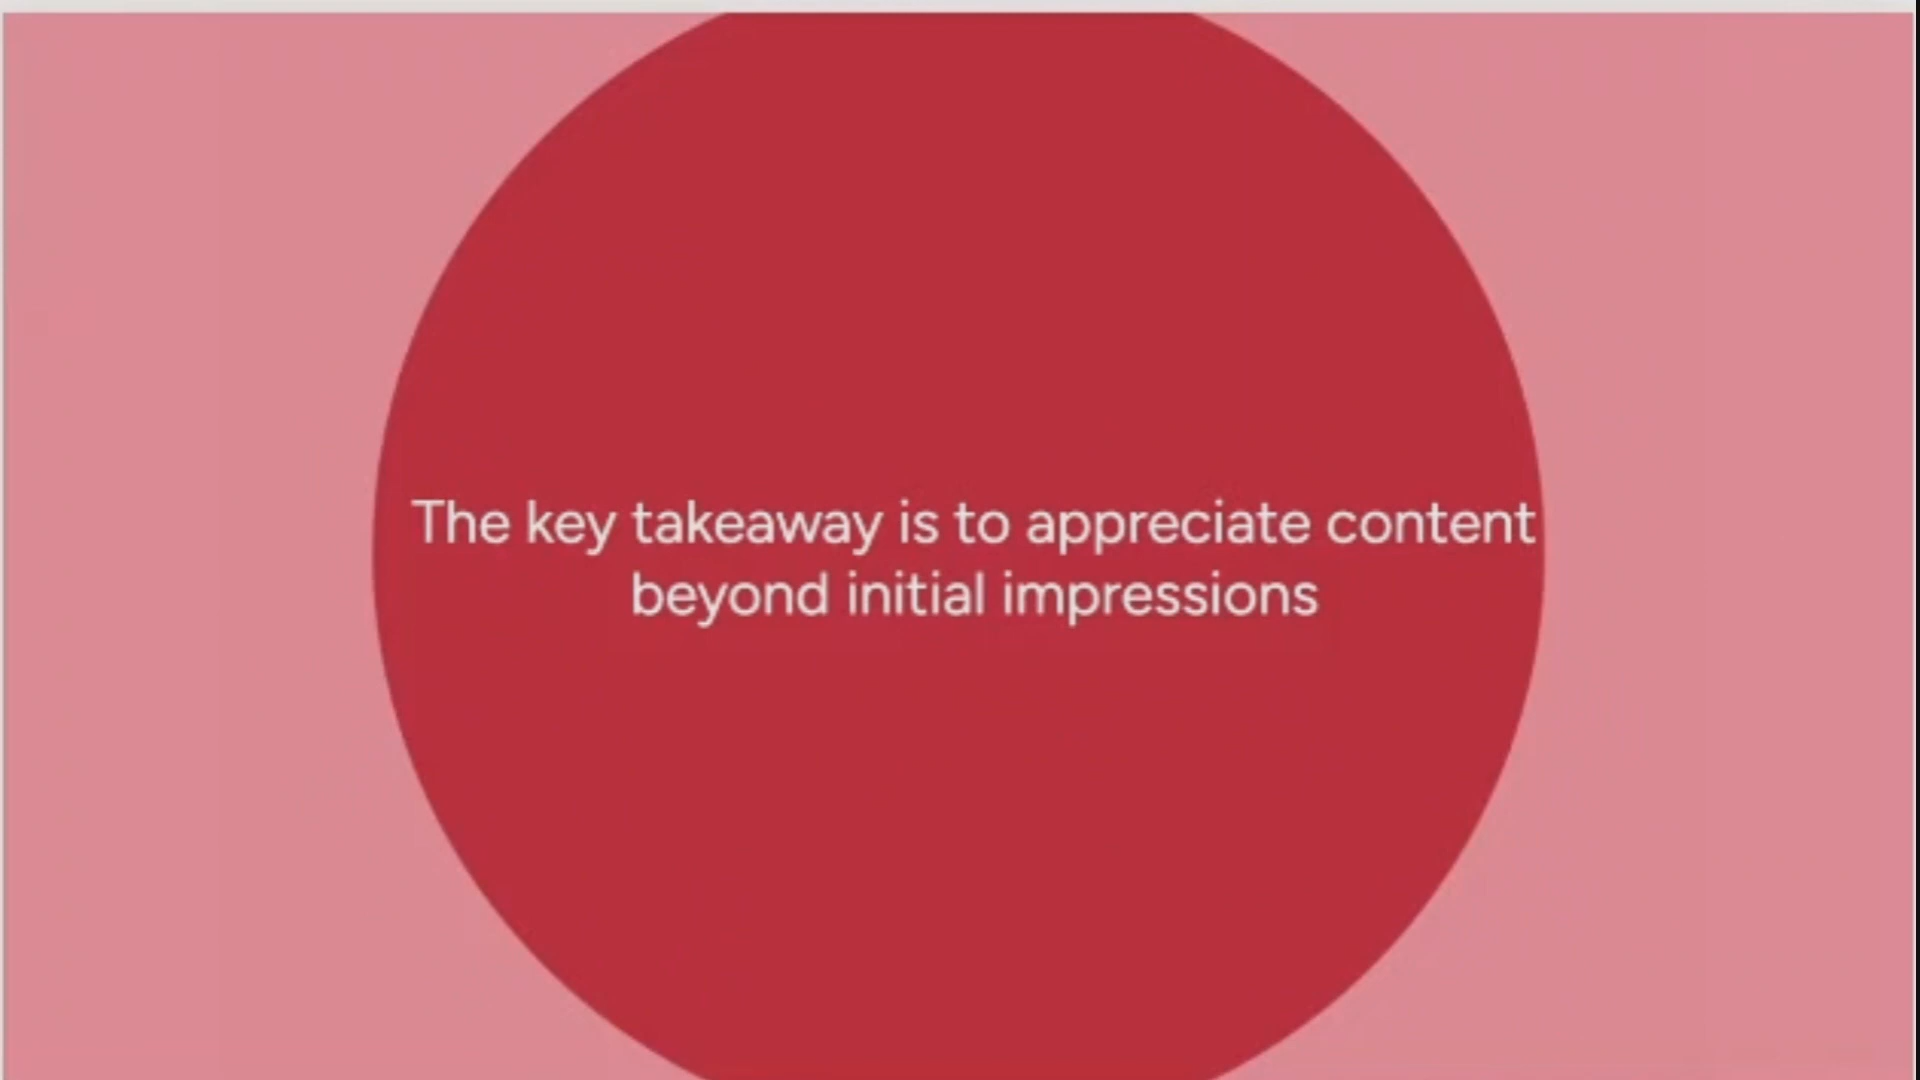 The key takeaway is to appreciate content
beyond initial impressions